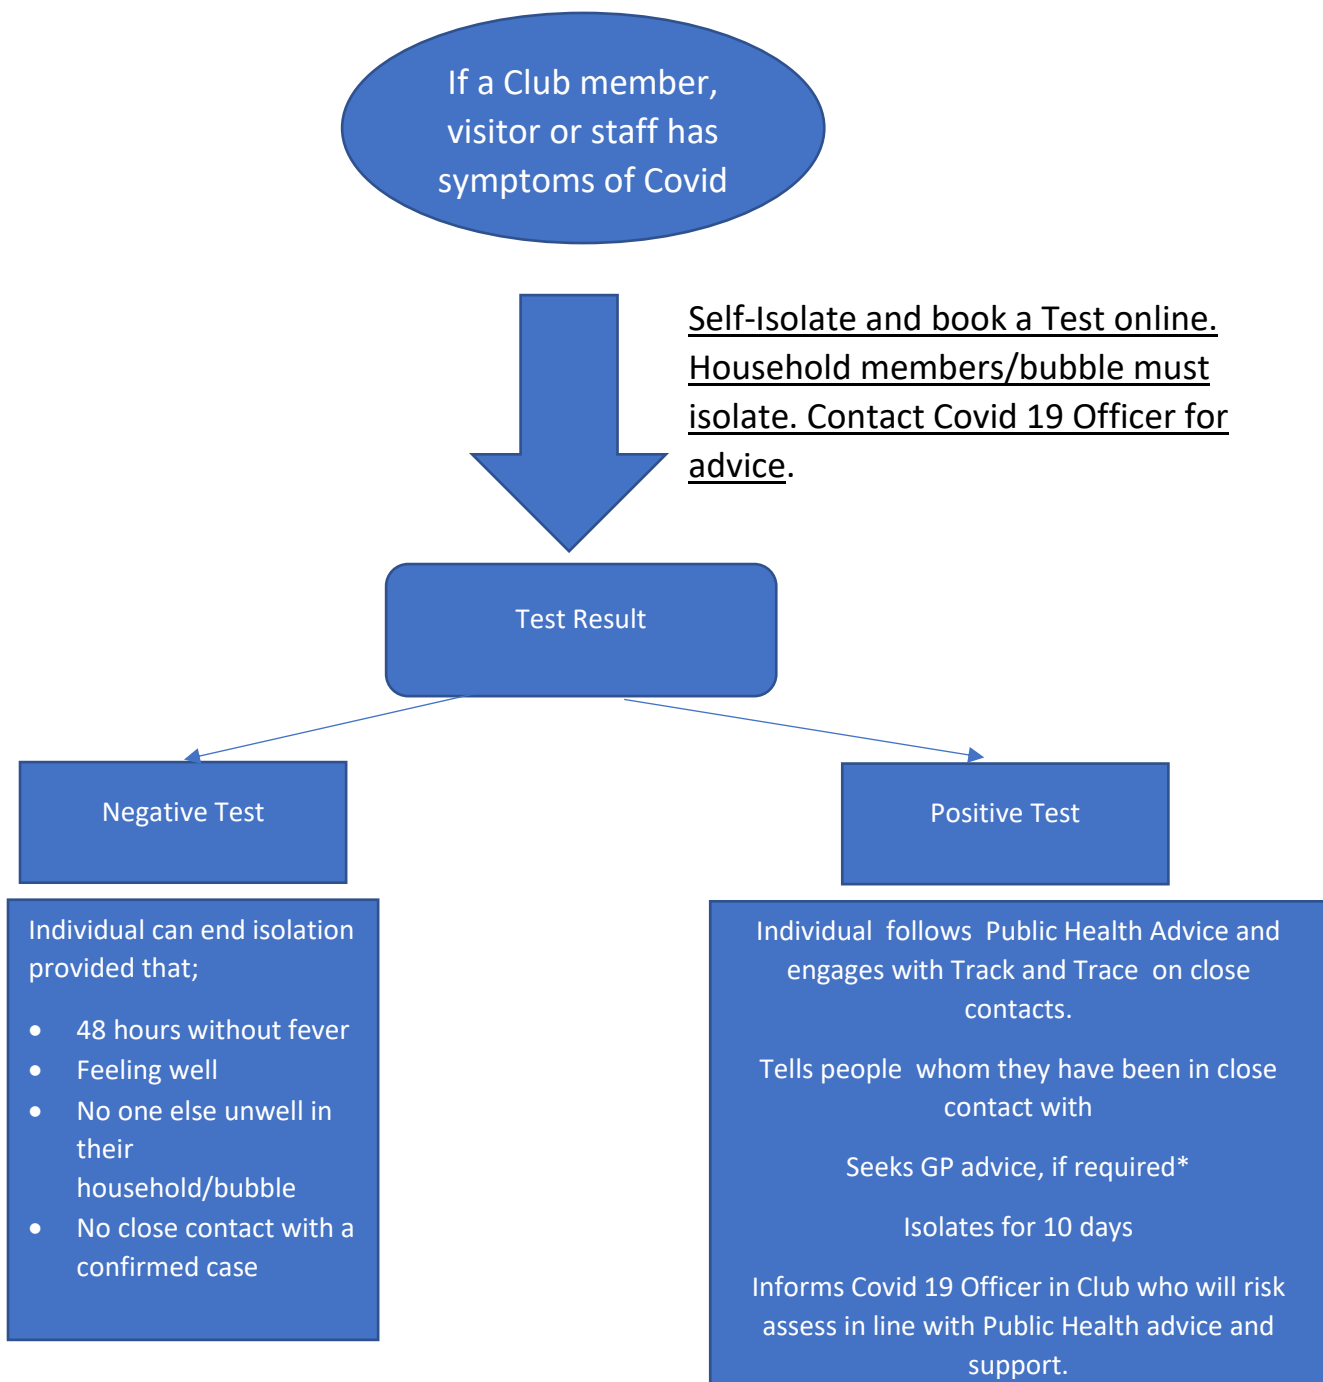 If a Club member,
visitor or staff has
symptoms of Covid
Self-Isolate and book a Test online.
Household members/bubble must
isolate. Contact Covid 19 Officer for
advice.
Test Result
Negative Test
Positive Test
Individual can end isolation
provided that;
• 48 hours without fever
• Feeling well
• No one else unwell in
their
household/bubble
• No close contact with a
confirmed case
Individual follows Public Health Advice and
engages with Track and Trace on close
contacts.
Tells people whom they have been in close
contact with
Seeks GP advice, if required*
Isolates for 10 days
Informs Covid 19 Officer in Club who will risk
assess in line with Public Health advice and
support.